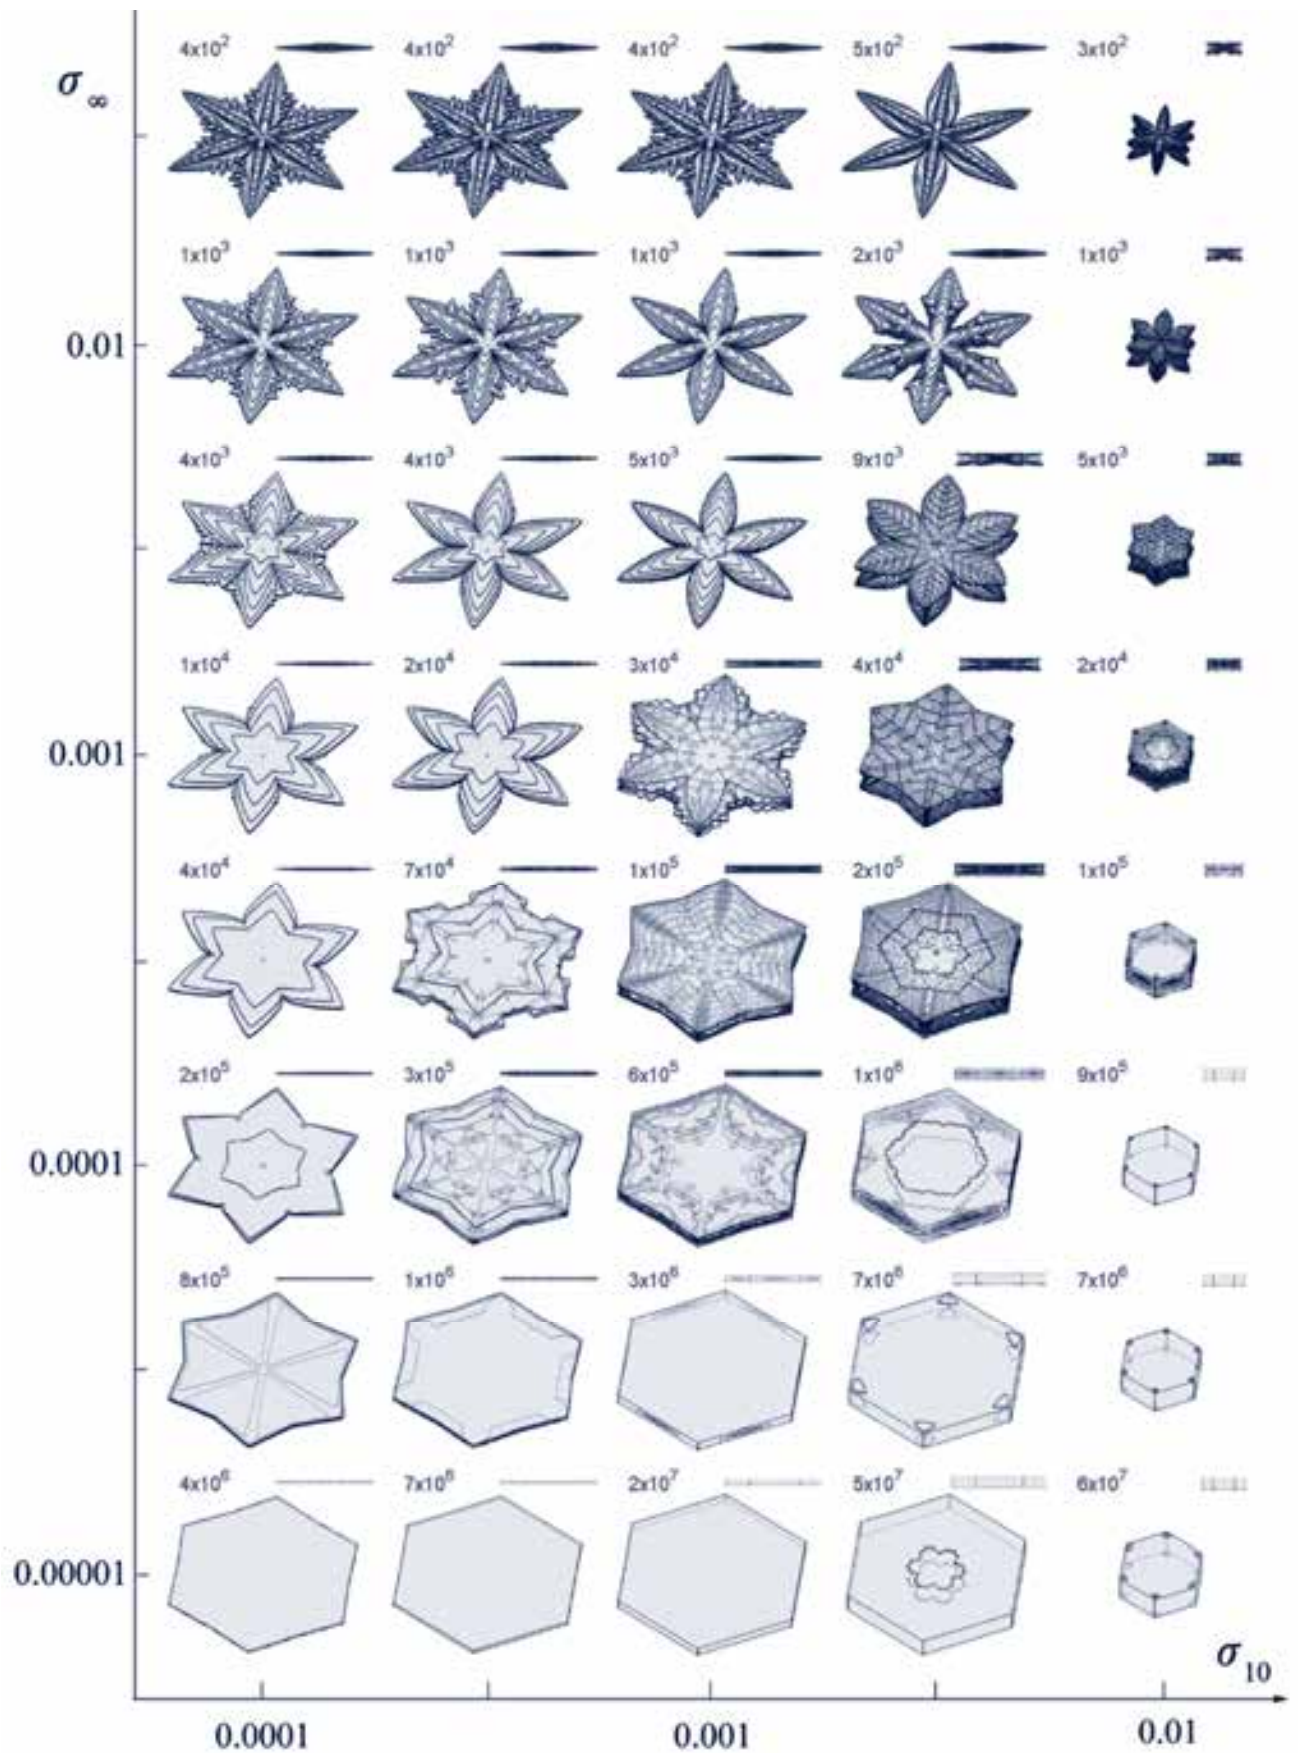 4x10² 4x10² 4x10² 5x10² 3x10²
σ∞
1x10³ 1x10³ 1x10³ 2x10³ 1x10³
0.01
4x10³ 4x10³ 5x10³ 9x10³ 5x10³
1x10⁴ 2x10⁴ 3x10⁴ 4x10⁴ 2x10⁴
0.001
4x10⁴ 7x10⁴ 1x10⁵ 2x10⁵ 1x10⁵
2x10⁵ 3x10⁵ 6x10⁵ 1x10⁶ 9x10⁵
0.0001
8x10⁵ 1x10⁶ 3x10⁶ 7x10⁶ 7x10⁶
4x10⁶ 7x10⁶ 2x10⁷ 5x10⁷ 6x10⁷
0.00001
σ₁₀
0.0001 0.001 0.01